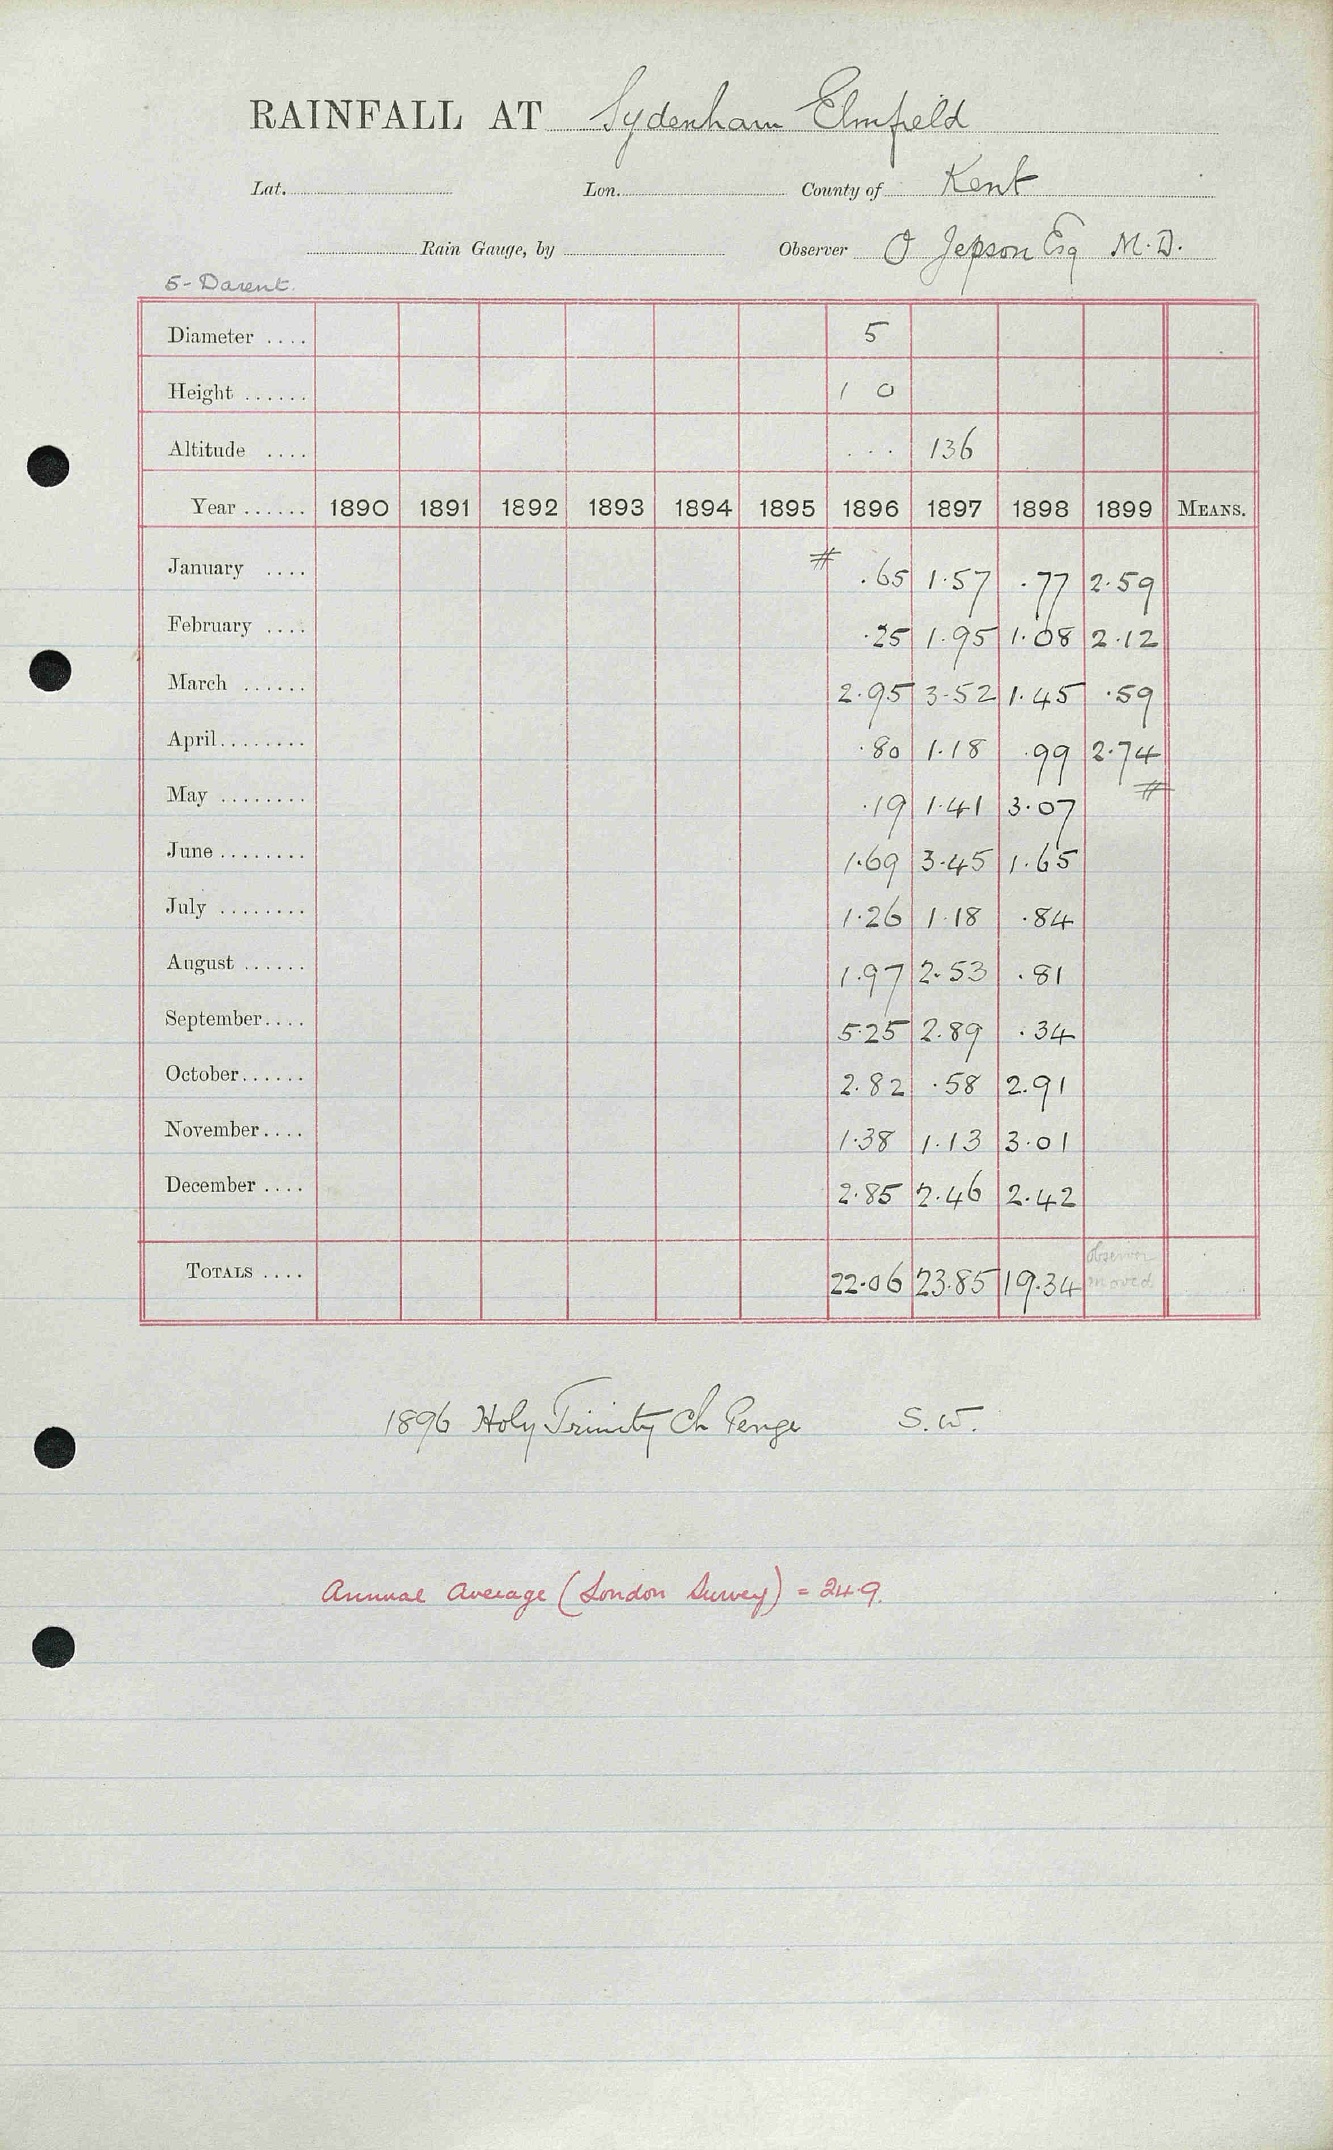 RAINFALL AT Sydenham Elmfield
Lat. Lon. County of Kent
Rain Gauge, by Observer O Jepson Esq M.D.
5 - Darent.
Diameter .... 5
Height ...... 1 0
Altitude .... ... 136
Year ...... 1890 1891 1892 1893 1894 1895 1896 1897 1898 1899 MEANS.
January .... # .65 1.57 .77 2.59
February .... .25 1.95 1.08 2.12
March ...... 2.95 3.52 1.45 .59
April........ .80 1.18 .99 2.74
May ........ .19 1.41 3.07 #
June ........ 1.69 3.45 1.65
July ........ 1.26 1.18 .84
August ...... 1.97 2.53 .81
September.... 5.25 2.89 .34
October...... 2.82 .58 2.91
November.... 1.38 1.13 3.01
December .... 2.85 2.46 2.42
TOTALS .... 22.06 23.85 19.34 observer moved
1896 Holy Trinity Ch Penge S.W.
Annual Average (London Survey) = 24.9.